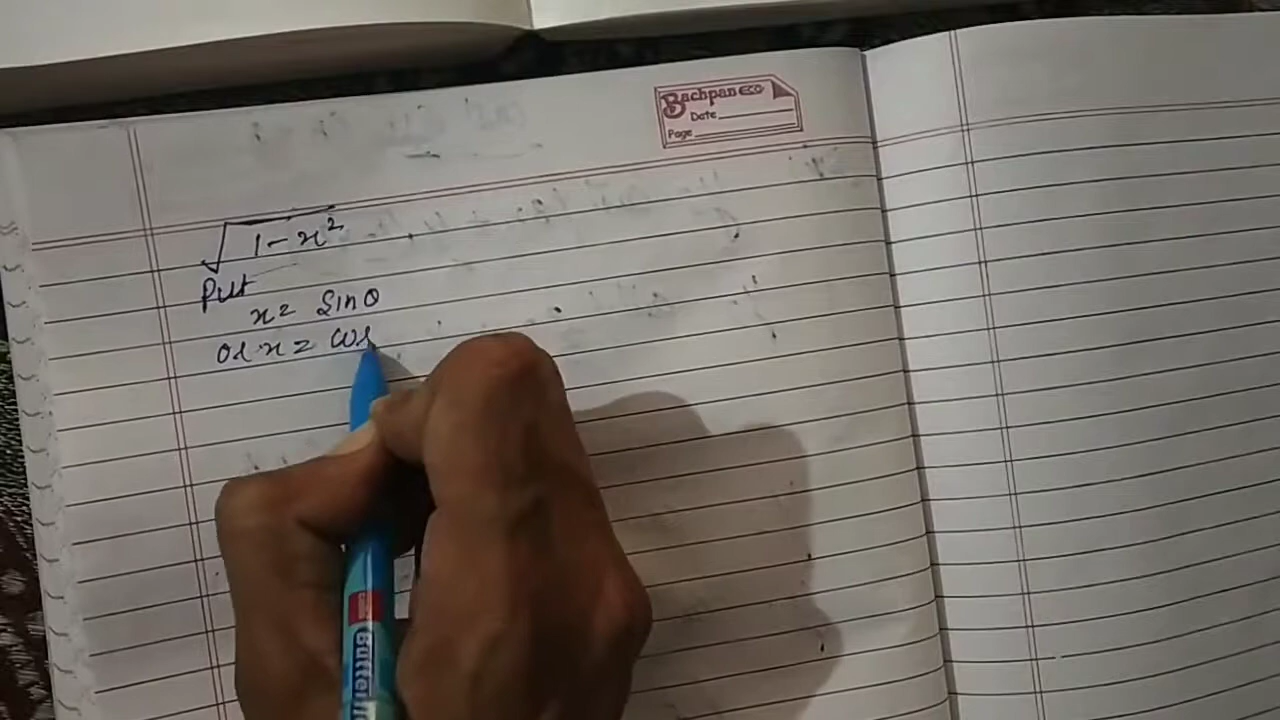 Bachpan ECO
Date
Page
√1-x²
Put
x = Sinθ
Or x = Cos